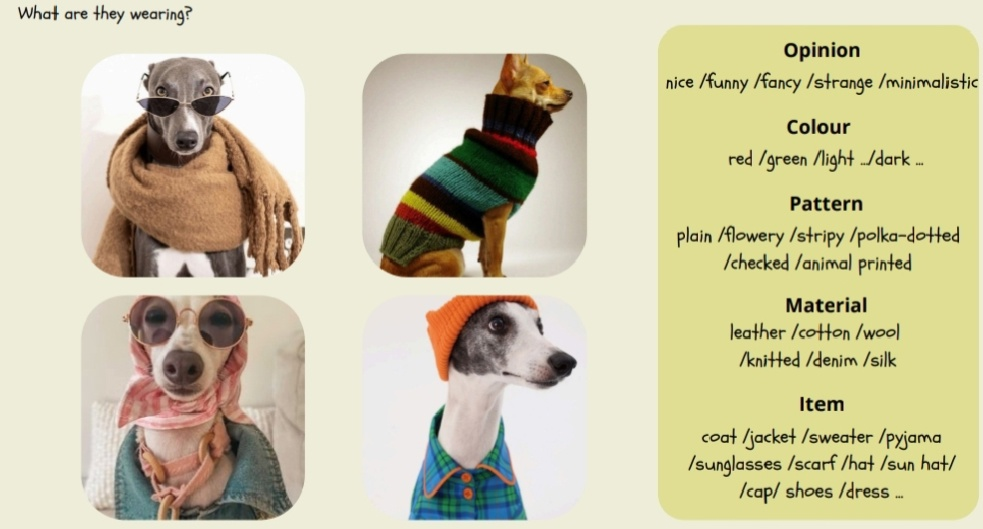 What are they wearing?
Opinion
nice /funny /fancy /strange /minimalistic
Colour
red /green /light .../dark ...
Pattern
plain /flowery /stripy /polka-dotted
/checked /animal printed
Material
leather /cotton /wool
/knitted /denim /silk
Item
coat /jacket /sweater /pyjama
/sunglasses /scarf /hat /sun hat/
/cap/ shoes /dress ...